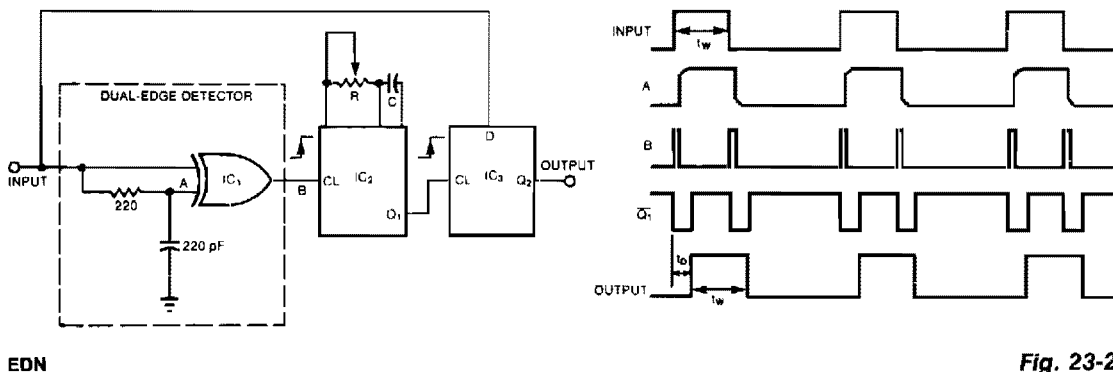 DUAL-EDGE DETECTOR
INPUT
A
IC1
220
220 pF
B
R
C
CL
IC2
Q1
D
CL
IC3
Q2
OUTPUT
INPUT
tw
A
B
Q̅1̅
tD
OUTPUT
tw
EDN
Fig. 23-2